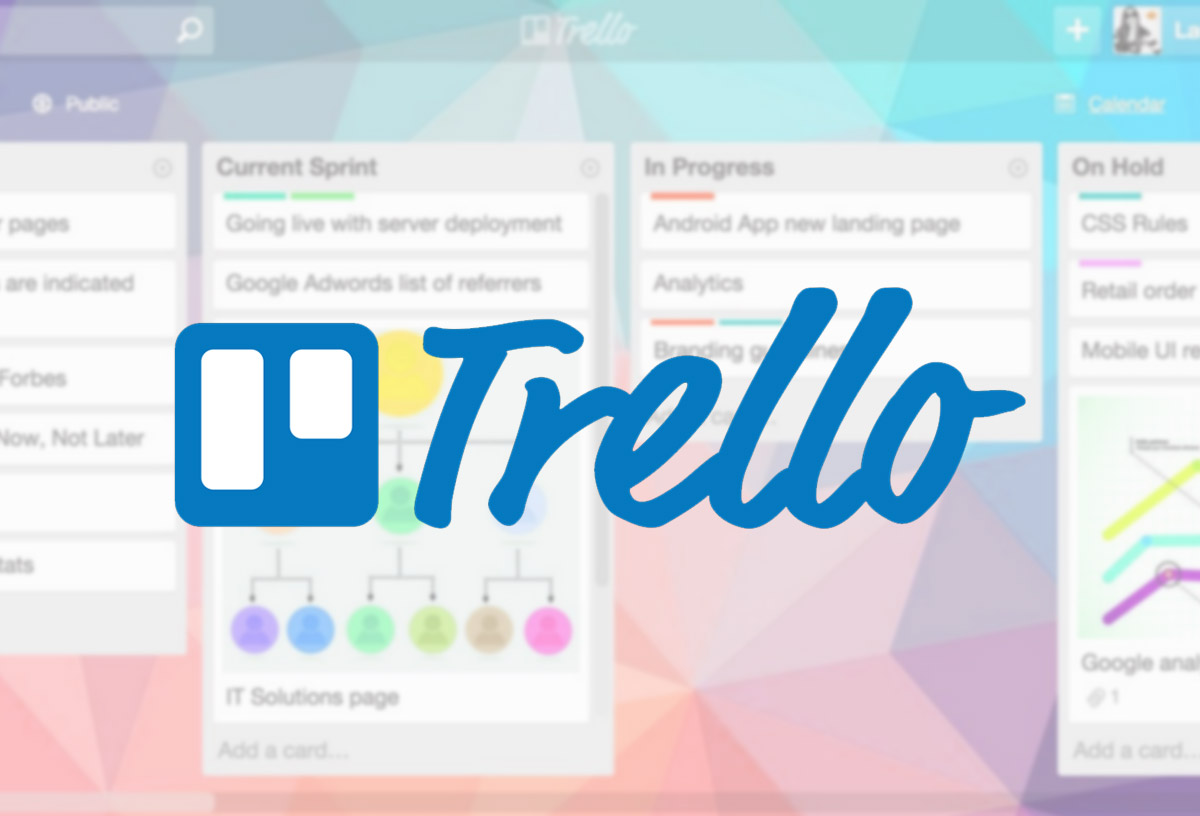 Trello
La
Public
Calendar
Current Sprint
In Progress
On Hold
r pages
Going live with server deployment
Android App new landing page
CSS Rules
are indicated
Google Adwords list of referrers
Analytics
Retail order
Branding
Mobile UI re
Forbes
Now, Not Later
Trello
tats
IT Solutions page
Google anal
1
Add a card...
Add a card...